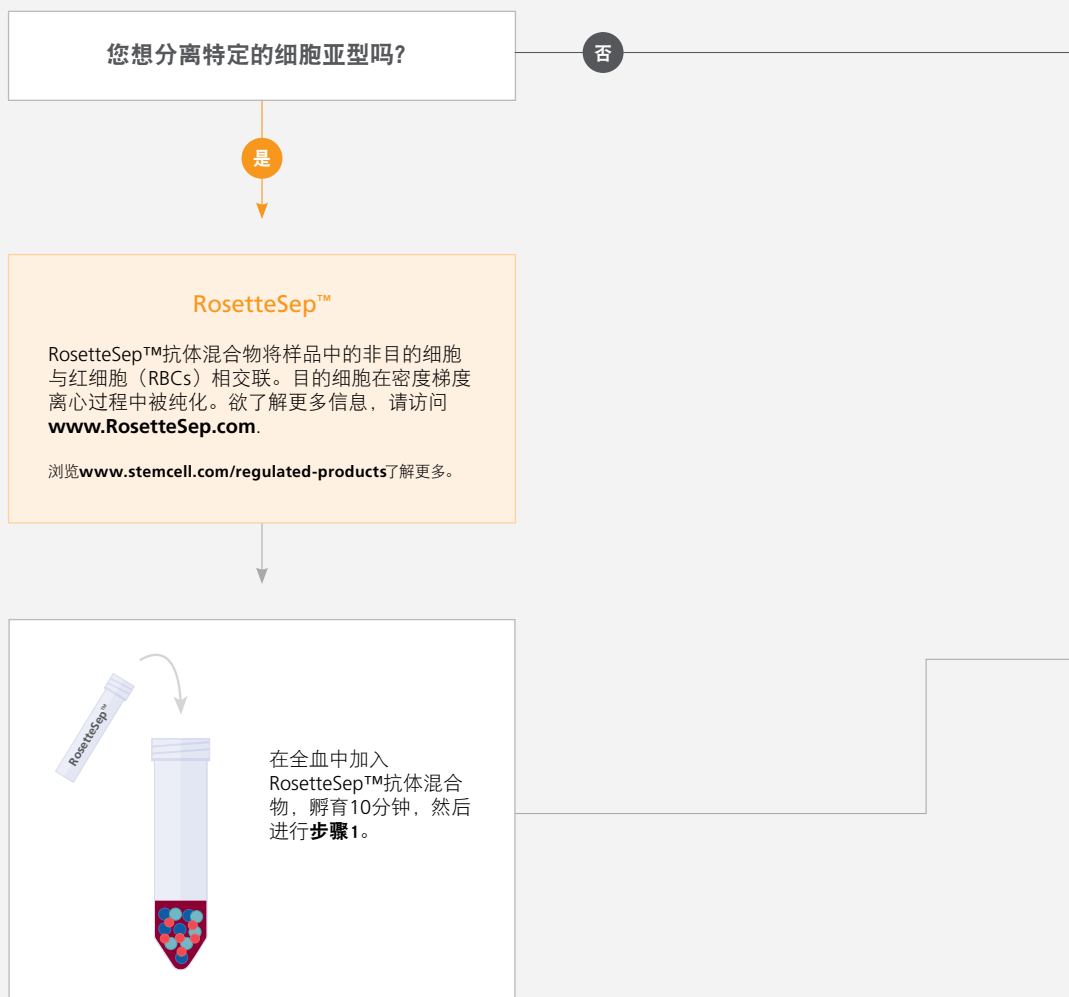 您想分离特定的细胞亚型吗?
否
是
RosetteSep™
RosetteSep™抗体混合物将样品中的非目的细胞
与红细胞（RBCs）相交联。目的细胞在密度梯度
离心过程中被纯化。欲了解更多信息，请访问
www.RosetteSep.com.
浏览www.stemcell.com/regulated-products了解更多。
RosetteSep™
在全血中加入
RosetteSep™抗体混合
物，孵育10分钟，然后
进行步骤1。